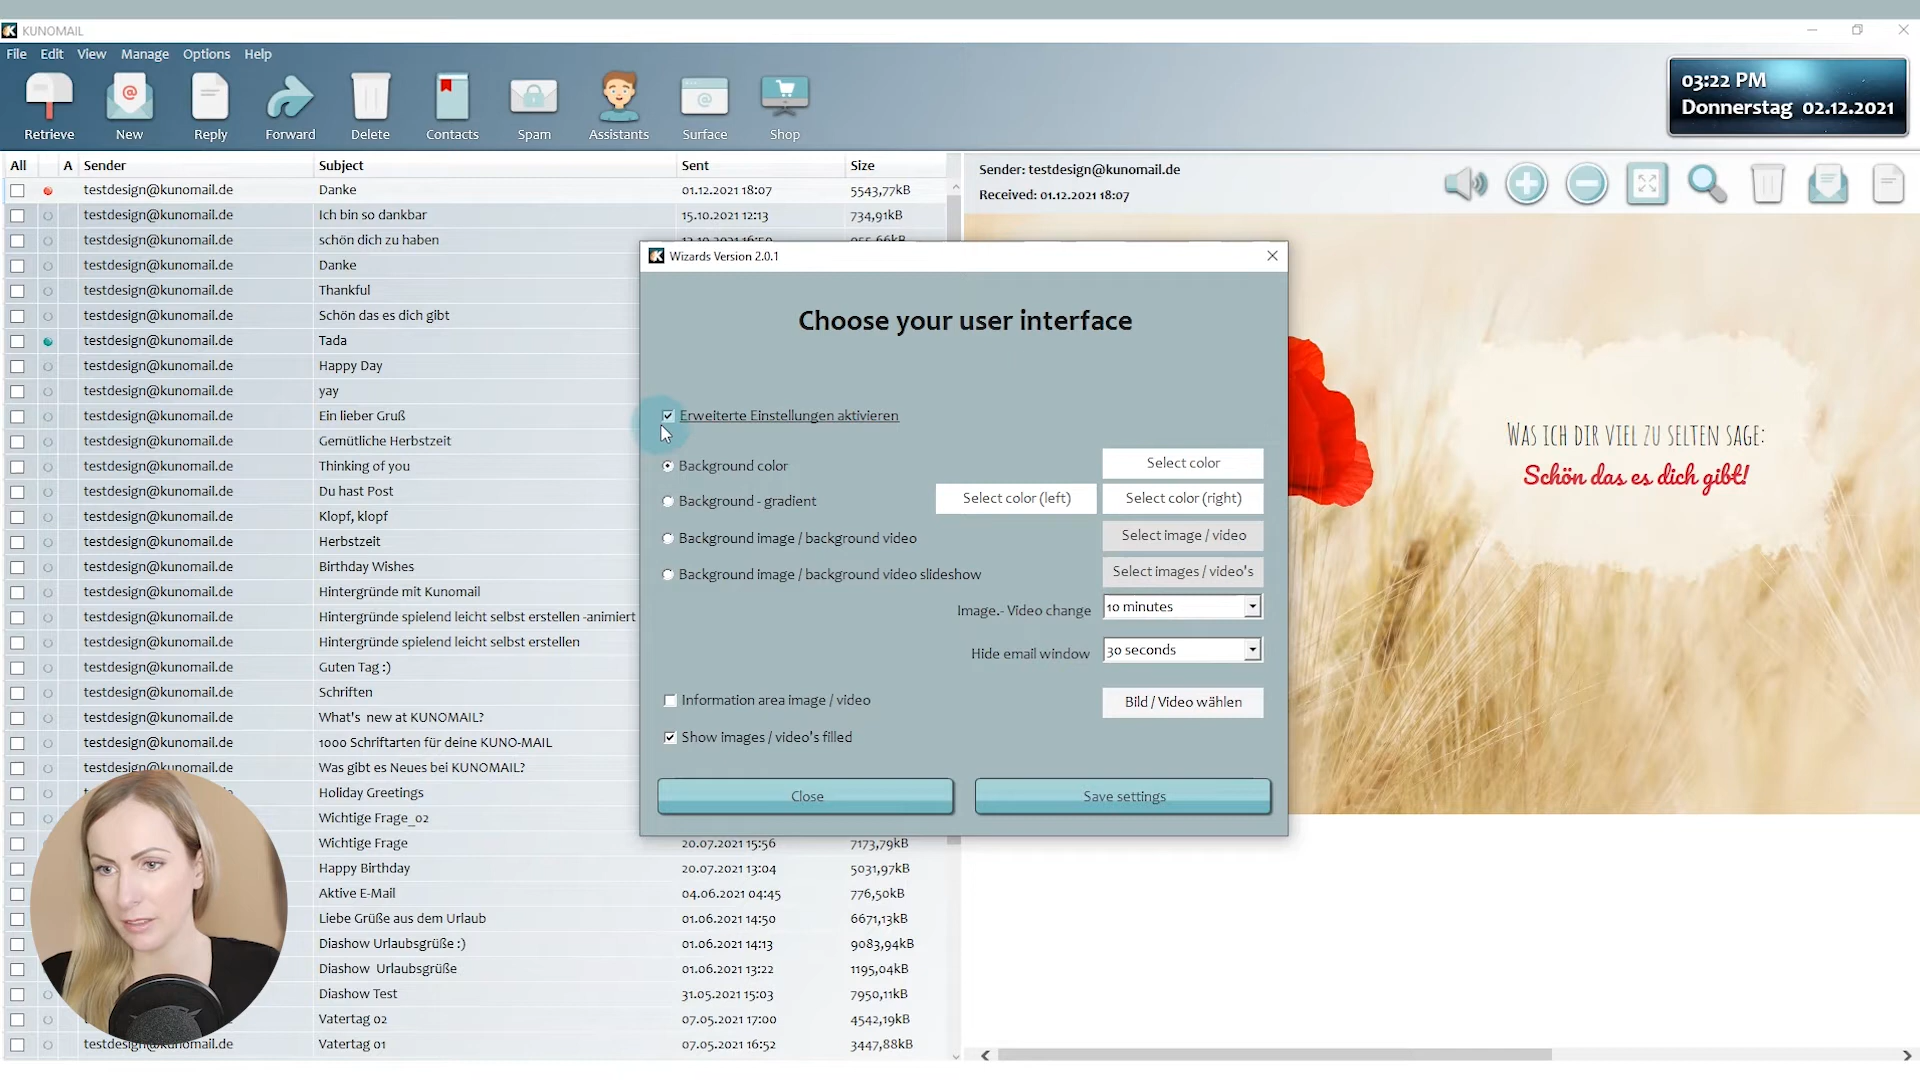 KUNOMAIL
File Edit View Manage Options Help
Retrieve New Reply Forward Delete Contacts Spam Assistants Surface Shop
03:22 PM
Donnerstag 02.12.2021
All A Sender Subject Sent Size
testdesign@kunomail.de Danke 01.12.2021 18:07 5543,77kB
testdesign@kunomail.de Ich bin so dankbar 15.10.2021 12:13 734,91kB
testdesign@kunomail.de schön dich zu haben
testdesign@kunomail.de Danke
testdesign@kunomail.de Thankful
testdesign@kunomail.de Schön das es dich gibt
testdesign@kunomail.de Tada
testdesign@kunomail.de Happy Day
testdesign@kunomail.de yay
testdesign@kunomail.de Ein lieber Gruß
testdesign@kunomail.de Gemütliche Herbstzeit
testdesign@kunomail.de Thinking of you
testdesign@kunomail.de Du hast Post
testdesign@kunomail.de Klopf, klopf
testdesign@kunomail.de Herbstzeit
testdesign@kunomail.de Birthday Wishes
testdesign@kunomail.de Hintergründe mit Kunomail
testdesign@kunomail.de Hintergründe spielend leicht selbst erstellen -animiert
testdesign@kunomail.de Hintergründe spielend leicht selbst erstellen
testdesign@kunomail.de Guten Tag :)
testdesign@kunomail.de Schriften
testdesign@kunomail.de What's new at KUNOMAIL?
testdesign@kunomail.de 1000 Schriftarten für deine KUNO-MAIL
testdesign@kunomail.de Was gibt es Neues bei KUNOMAIL?
Holiday Greetings
Wichtige Frage_02
Wichtige Frage 20.07.2021 15:56 7173,79kB
Happy Birthday 20.07.2021 13:04 5031,97kB
Aktive E-Mail 04.06.2021 04:45 776,50kB
Liebe Grüße aus dem Urlaub 01.06.2021 14:50 6671,13kB
Diashow Urlaubsgrüße :) 01.06.2021 14:13 9083,94kB
Diashow Urlaubsgrüße 01.06.2021 13:22 1195,04kB
Diashow Test 31.05.2021 15:03 7950,11kB
Vatertag 02 07.05.2021 17:00 4542,19kB
testdesign@kunomail.de Vatertag 01 07.05.2021 16:52 3447,88kB
Sender: testdesign@kunomail.de
Received: 01.12.2021 18:07
WAS ICH DIR VIEL ZU SELTEN SAGE:
Schön das es dich gibt!
Wizards Version 2.0.1
Choose your user interface
Erweiterte Einstellungen aktivieren
Background color Select color
Background - gradient Select color (left) Select color (right)
Background image / background video Select image / video
Background image / background video slideshow Select images / video's
Image.- Video change 10 minutes
Hide email window 30 seconds
Information area image / video Bild / Video wählen
Show images / video's filled
Close Save settings